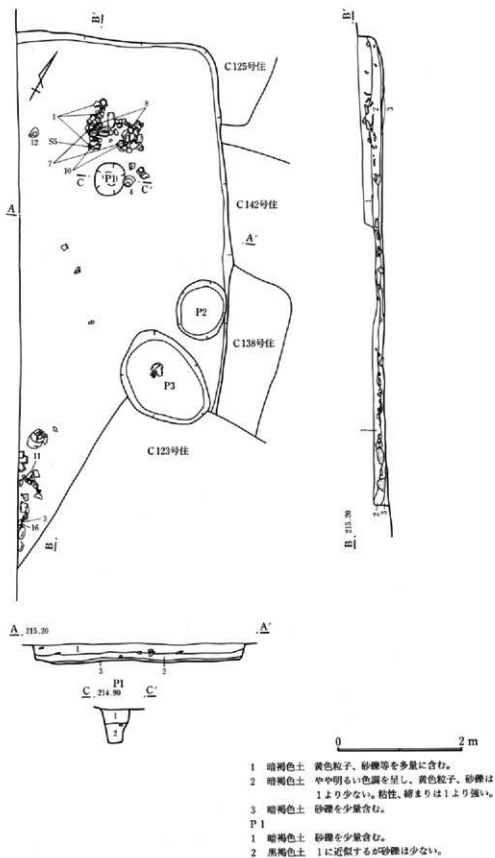 B′
B′
C125号住
1
8
2
3
S5
12
7
10
(P1)
C
C′
4
A
C142号住
A′
P2
C138号住
P3
C123号住
11
3
16
B
B 215.20
2
3
A 215.20
A′
1
3
2
P1
C 214.90 C′
1
2
0 2 m
1 暗褐色土 黄色粒子、砂礫等を多量に含む。
2 暗褐色土 やや明るい色調を呈し、黄色粒子、砂礫は
1より少ない。粘性、締まりは1より強い。
3 暗褐色土 砂礫を少量含む。
P1
1 暗褐色土 砂礫を少量含む。
2 黒褐色土 1に近似するが砂礫は少ない。